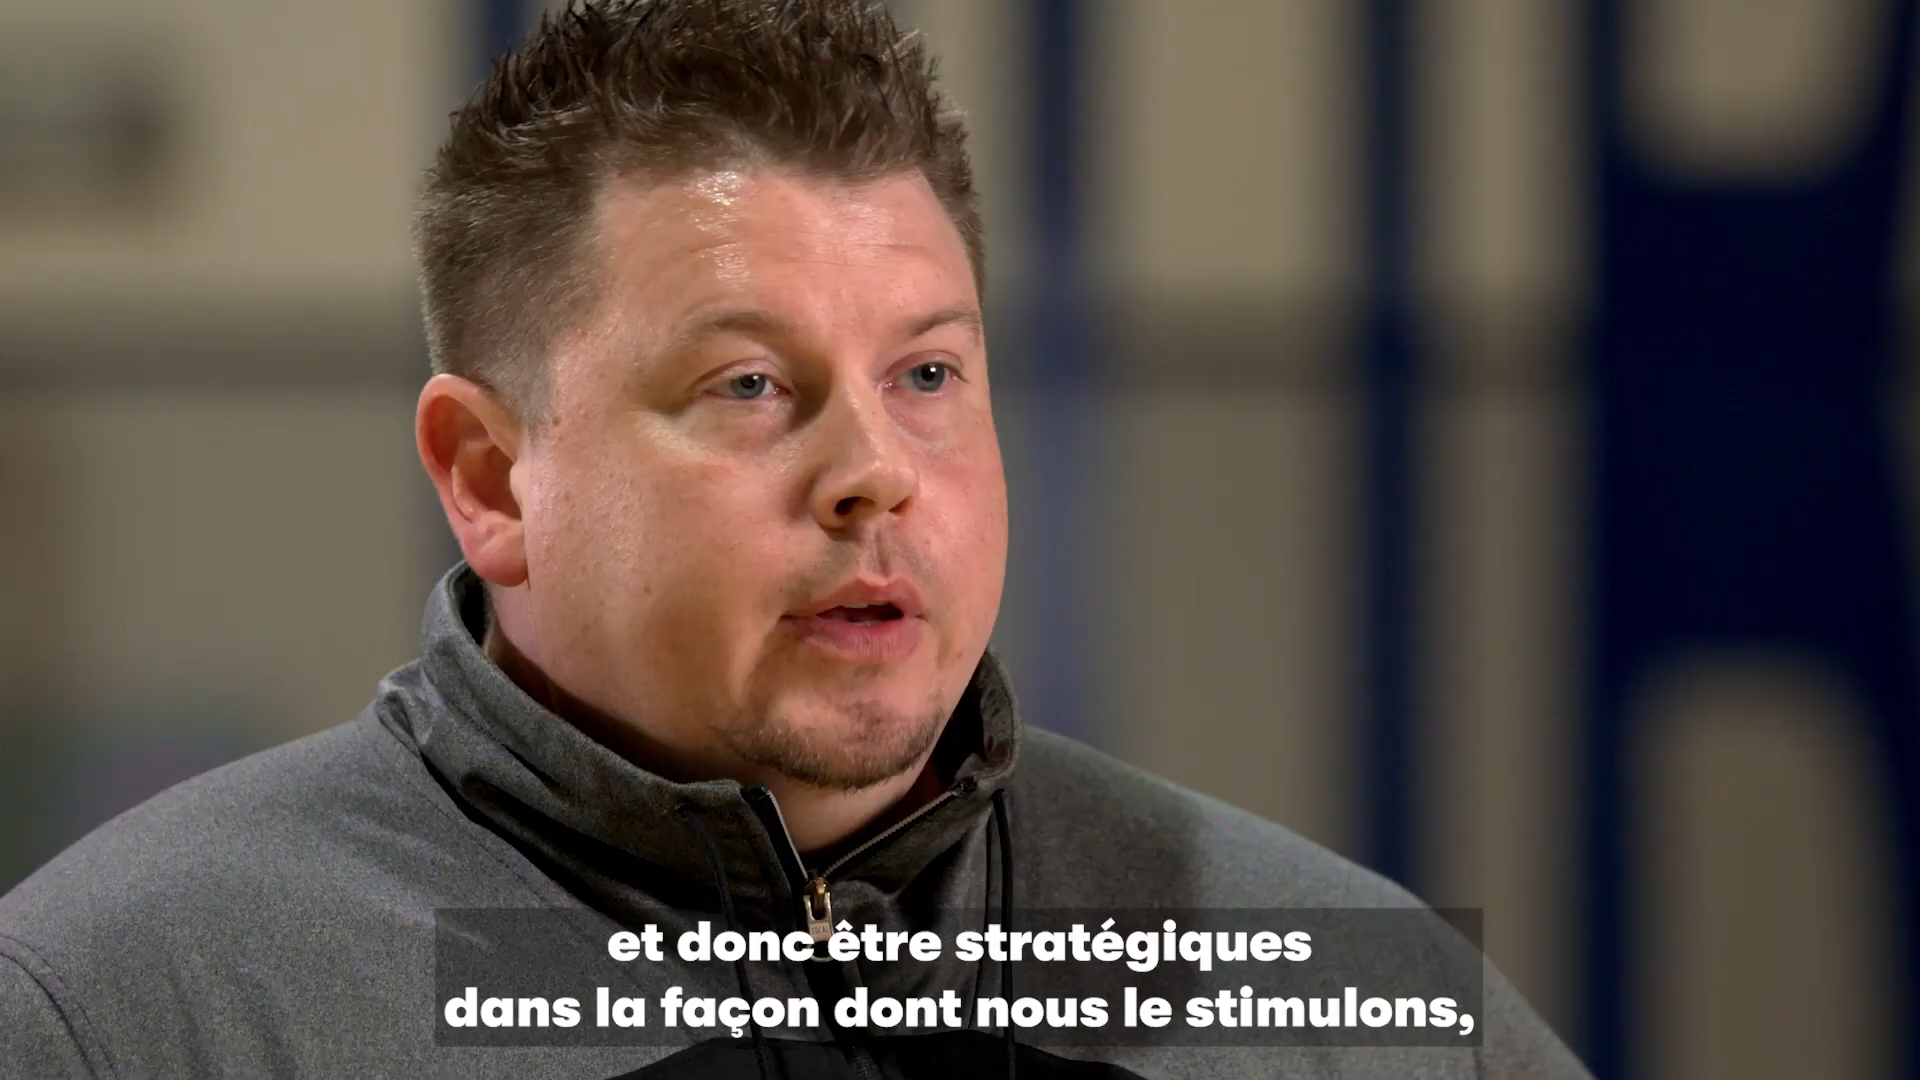 et donc être stratégiques
dans la façon dont nous le stimulons,